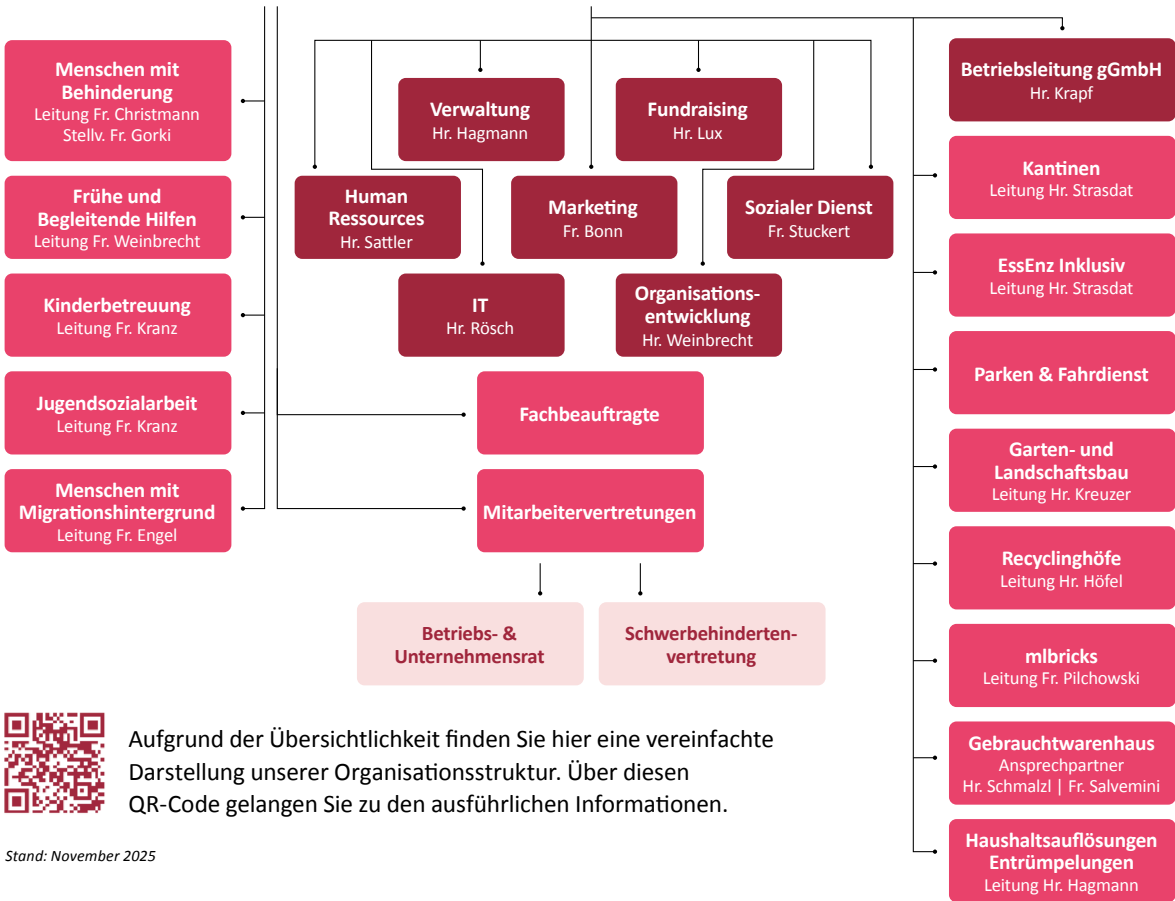 Menschen mit
Behinderung
Leitung Fr. Christmann
Stellv. Fr. Gorki
Frühe und
Begleitende Hilfen
Leitung Fr. Weinbrecht
Kinderbetreuung
Leitung Fr. Kranz
Jugendsozialarbeit
Leitung Fr. Kranz
Menschen mit
Migrationshintergrund
Leitung Fr. Engel
Verwaltung
Hr. Hagmann
Fundraising
Hr. Lux
Human
Ressources
Hr. Sattler
Marketing
Fr. Bonn
Sozialer Dienst
Fr. Stuckert
IT
Hr. Rösch
Organisations-
entwicklung
Hr. Weinbrecht
Fachbeauftragte
Mitarbeitervertretungen
Betriebs- &
Unternehmensrat
Schwerbehinderten-
vertretung
Betriebsleitung gGmbH
Hr. Krapf
Kantinen
Leitung Hr. Strasdat
EssEnz Inklusiv
Leitung Hr. Strasdat
Parken & Fahrdienst
Garten- und
Landschaftsbau
Leitung Hr. Kreuzer
Recyclinghöfe
Leitung Hr. Höfel
mlbricks
Leitung Fr. Pilchowski
Gebrauchtwarenhaus
Ansprechpartner
Hr. Schmalzl | Fr. Salvemini
Haushaltsauflösungen
Entrümpelungen
Leitung Hr. Hagmann
Aufgrund der Übersichtlichkeit finden Sie hier eine vereinfachte
Darstellung unserer Organisationsstruktur. Über diesen
QR-Code gelangen Sie zu den ausführlichen Informationen.
Stand: November 2025